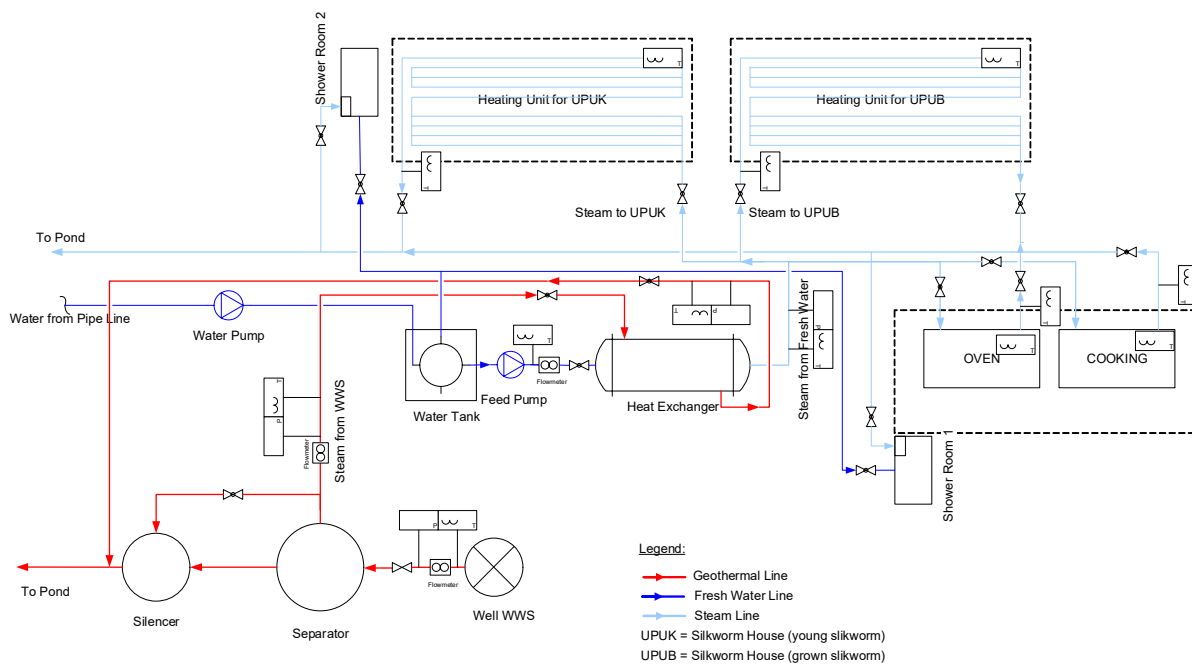 Shower Room 2
Heating Unit for UPUK
T
T
Heating Unit for UPUB
T
T
Steam to UPUK
Steam to UPUB
To Pond
Water from Pipe Line
Water Pump
Water Tank
Feed Pump
T
Flowmeter
Heat Exchanger
T
P
Steam from Fresh Water
P
T
T
T
OVEN
T
COOKING
T
Shower Room 1
T
P
Flowmeter
Steam from WWS
To Pond
Silencer
Separator
P
T
Flowmeter
Well WWS
Legend:
Geothermal Line
Fresh Water Line
Steam Line
UPUK = Silkworm House (young slikworm)
UPUB = Silkworm House (grown slikworm)